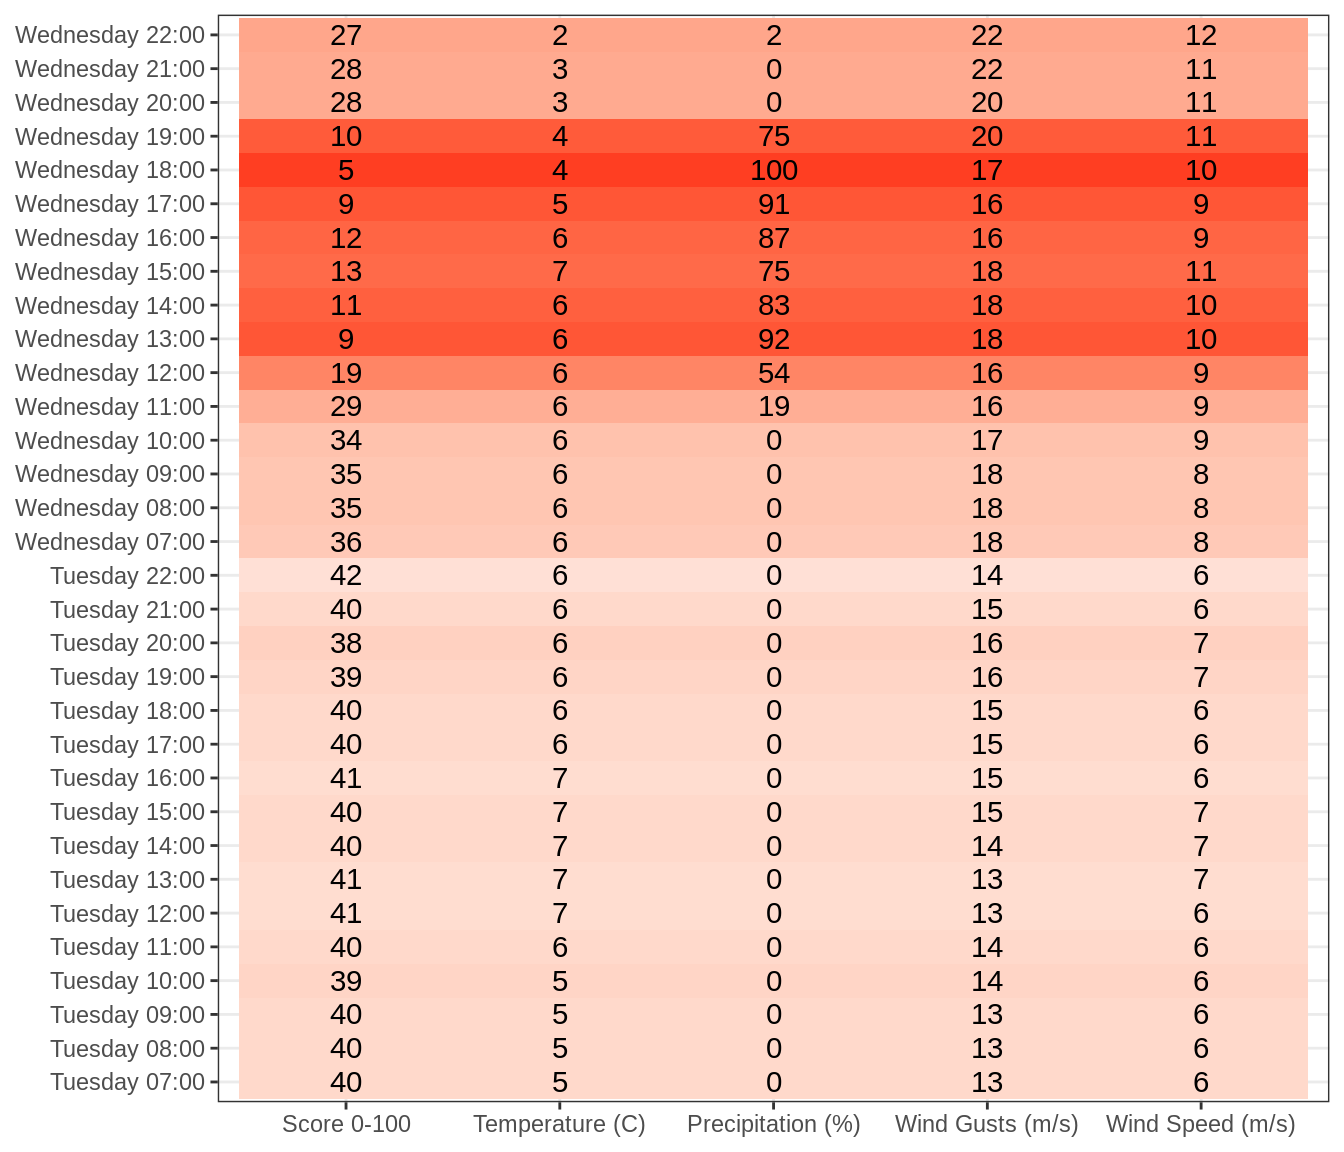 Wednesday 22:00 27 2 2 22 12
Wednesday 21:00 28 3 0 22 11
Wednesday 20:00 28 3 0 20 11
Wednesday 19:00 10 4 75 20 11
Wednesday 18:00 5 4 100 17 10
Wednesday 17:00 9 5 91 16 9
Wednesday 16:00 12 6 87 16 9
Wednesday 15:00 13 7 75 18 11
Wednesday 14:00 11 6 83 18 10
Wednesday 13:00 9 6 92 18 10
Wednesday 12:00 19 6 54 16 9
Wednesday 11:00 29 6 19 16 9
Wednesday 10:00 34 6 0 17 9
Wednesday 09:00 35 6 0 18 8
Wednesday 08:00 35 6 0 18 8
Wednesday 07:00 36 6 0 18 8
Tuesday 22:00 42 6 0 14 6
Tuesday 21:00 40 6 0 15 6
Tuesday 20:00 38 6 0 16 7
Tuesday 19:00 39 6 0 16 7
Tuesday 18:00 40 6 0 15 6
Tuesday 17:00 40 6 0 15 6
Tuesday 16:00 41 7 0 15 6
Tuesday 15:00 40 7 0 15 7
Tuesday 14:00 40 7 0 14 7
Tuesday 13:00 41 7 0 13 7
Tuesday 12:00 41 7 0 13 6
Tuesday 11:00 40 6 0 14 6
Tuesday 10:00 39 5 0 14 6
Tuesday 09:00 40 5 0 13 6
Tuesday 08:00 40 5 0 13 6
Tuesday 07:00 40 5 0 13 6
Score 0-100 Temperature (C) Precipitation (%) Wind Gusts (m/s) Wind Speed (m/s)